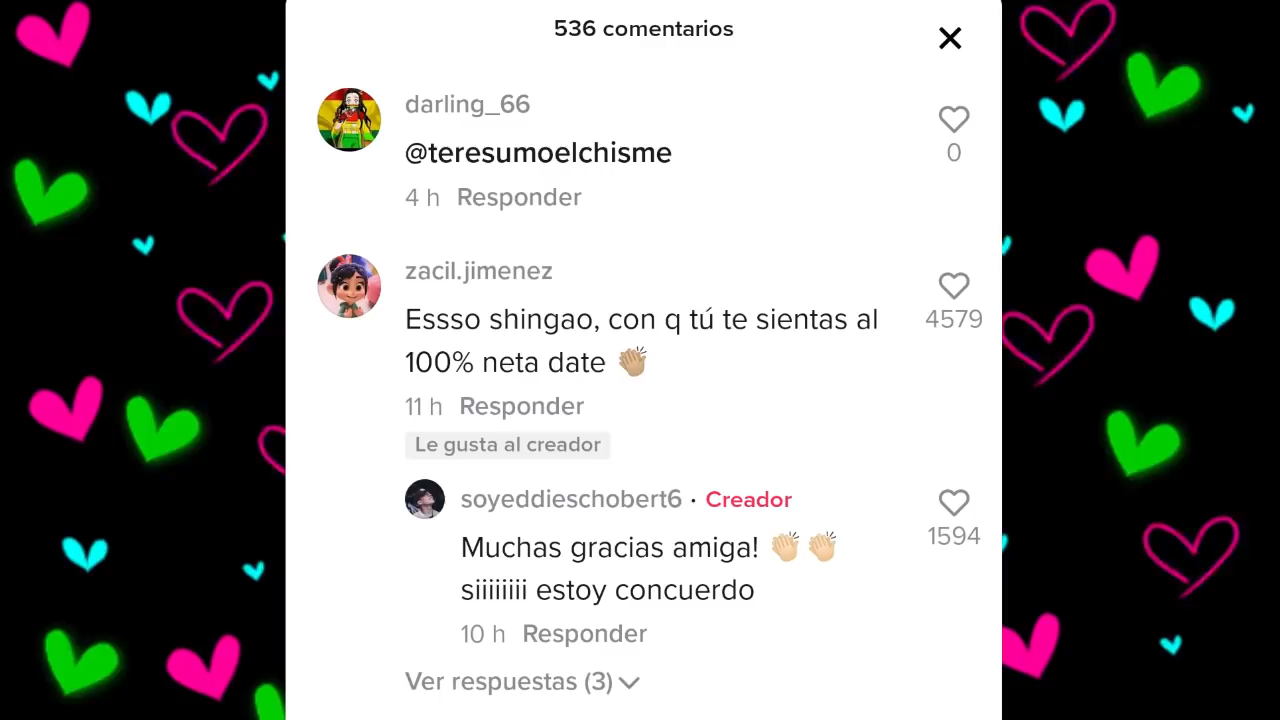 536 comentarios
darling_66
@teresumoelchisme
0
4 h Responder
zacil.jimenez
Essso shingao, con q tú te sientas al
4579
100% neta date 👏🏼
11 h Responder
Le gusta al creador
soyeddieschobert6 · Creador
Muchas gracias amiga! 👏🏻👏🏻
1594
siiiiiiii estoy concuerdo
10 h Responder
Ver respuestas (3)